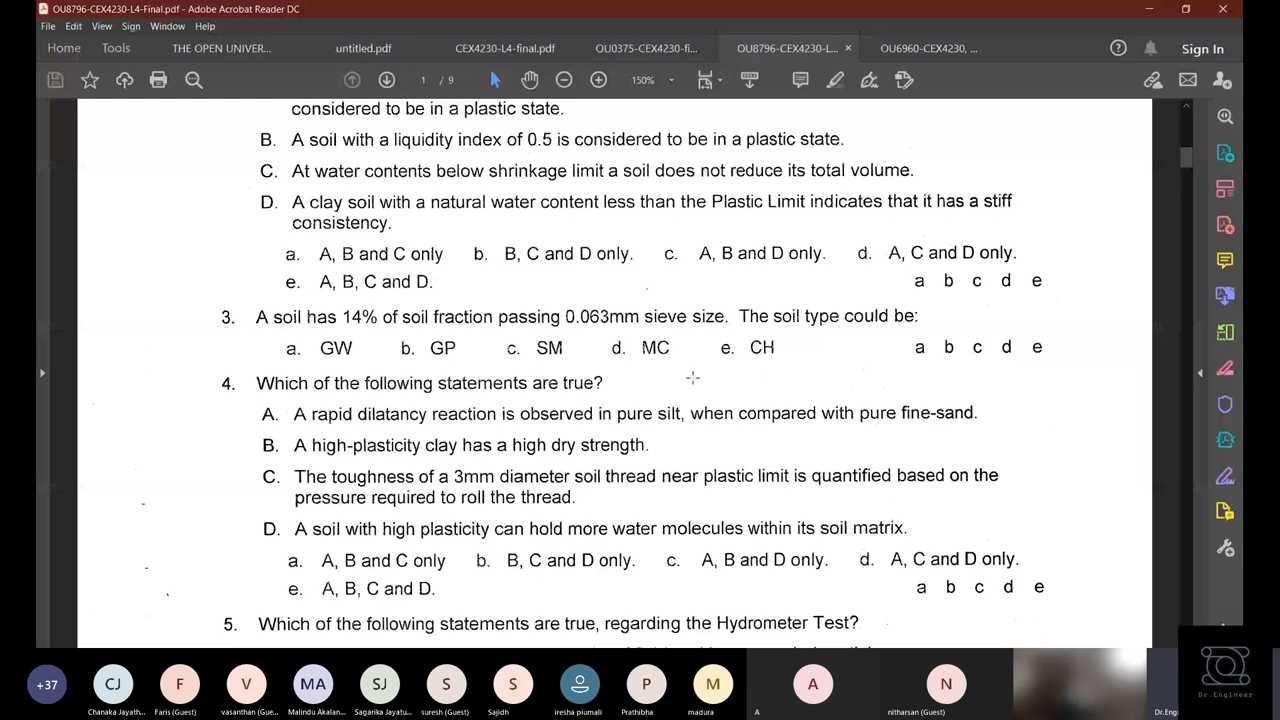 OU8796-CEX4230-L4-Final.pdf - Adobe Acrobat Reader DC
File Edit View Sign Window Help
Home Tools THE OPEN UNIVER... untitled.pdf CEX4230-L4-final.pdf OU0375-CEX4230-fi... OU8796-CEX4230-L... × OU6960-CEX4230, ... Sign In
1 / 9 150%
considered to be in a plastic state.
B. A soil with a liquidity index of 0.5 is considered to be in a plastic state.
C. At water contents below shrinkage limit a soil does not reduce its total volume.
D. A clay soil with a natural water content less than the Plastic Limit indicates that it has a stiff
consistency.
a. A, B and C only b. B, C and D only. c. A, B and D only. d. A, C and D only.
e. A, B, C and D. a b c d e
3. A soil has 14% of soil fraction passing 0.063mm sieve size. The soil type could be:
a. GW b. GP c. SM d. MC e. CH a b c d e
4. Which of the following statements are true?
A. A rapid dilatancy reaction is observed in pure silt, when compared with pure fine-sand.
B. A high-plasticity clay has a high dry strength.
C. The toughness of a 3mm diameter soil thread near plastic limit is quantified based on the
pressure required to roll the thread.
D. A soil with high plasticity can hold more water molecules within its soil matrix.
a. A, B and C only b. B, C and D only. c. A, B and D only. d. A, C and D only.
e. A, B, C and D. a b c d e
5. Which of the following statements are true, regarding the Hydrometer Test?
+37 CJ F V MA SJ S S P M A N
Chanaka Jayath... Faris (Guest) vasanthan (Gue... Malindu Akalan... Sagarika Jayatu... suresh (Guest) Sajidh iresha piumali Prathibha madura A nitharsan (Guest) Dr.Eng
Dr.Engineer